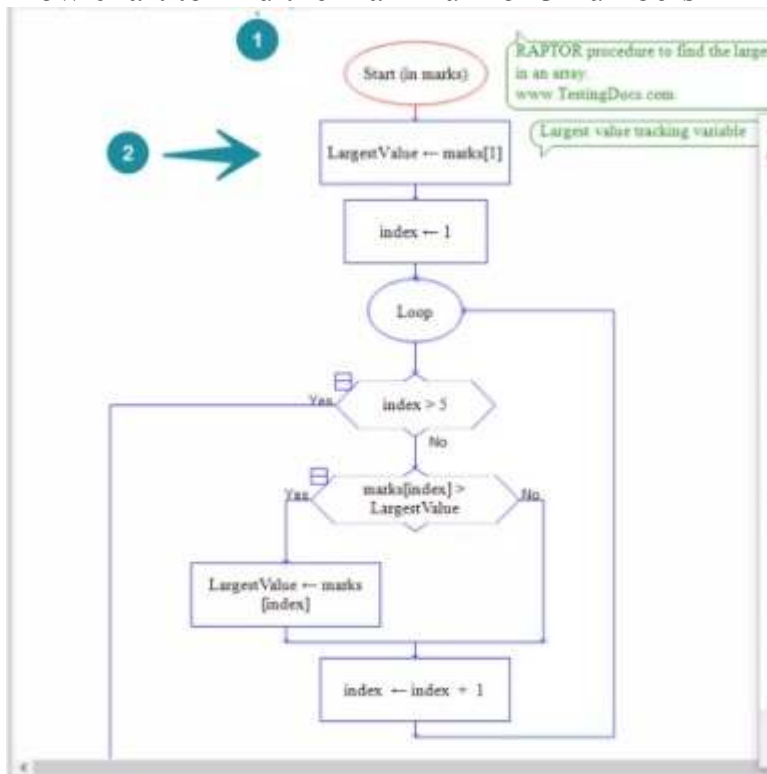 1
Start (in marks)
RAPTOR procedure to find the large
in an array.
www.TestingDocs.com
2
LargestValue ← marks[1]
Largest value tracking variable
index ← 1
Loop
Yes
index > 5
No
Yes
marks[index] >
LargestValue
No
LargestValue ← marks
[index]
index ← index + 1